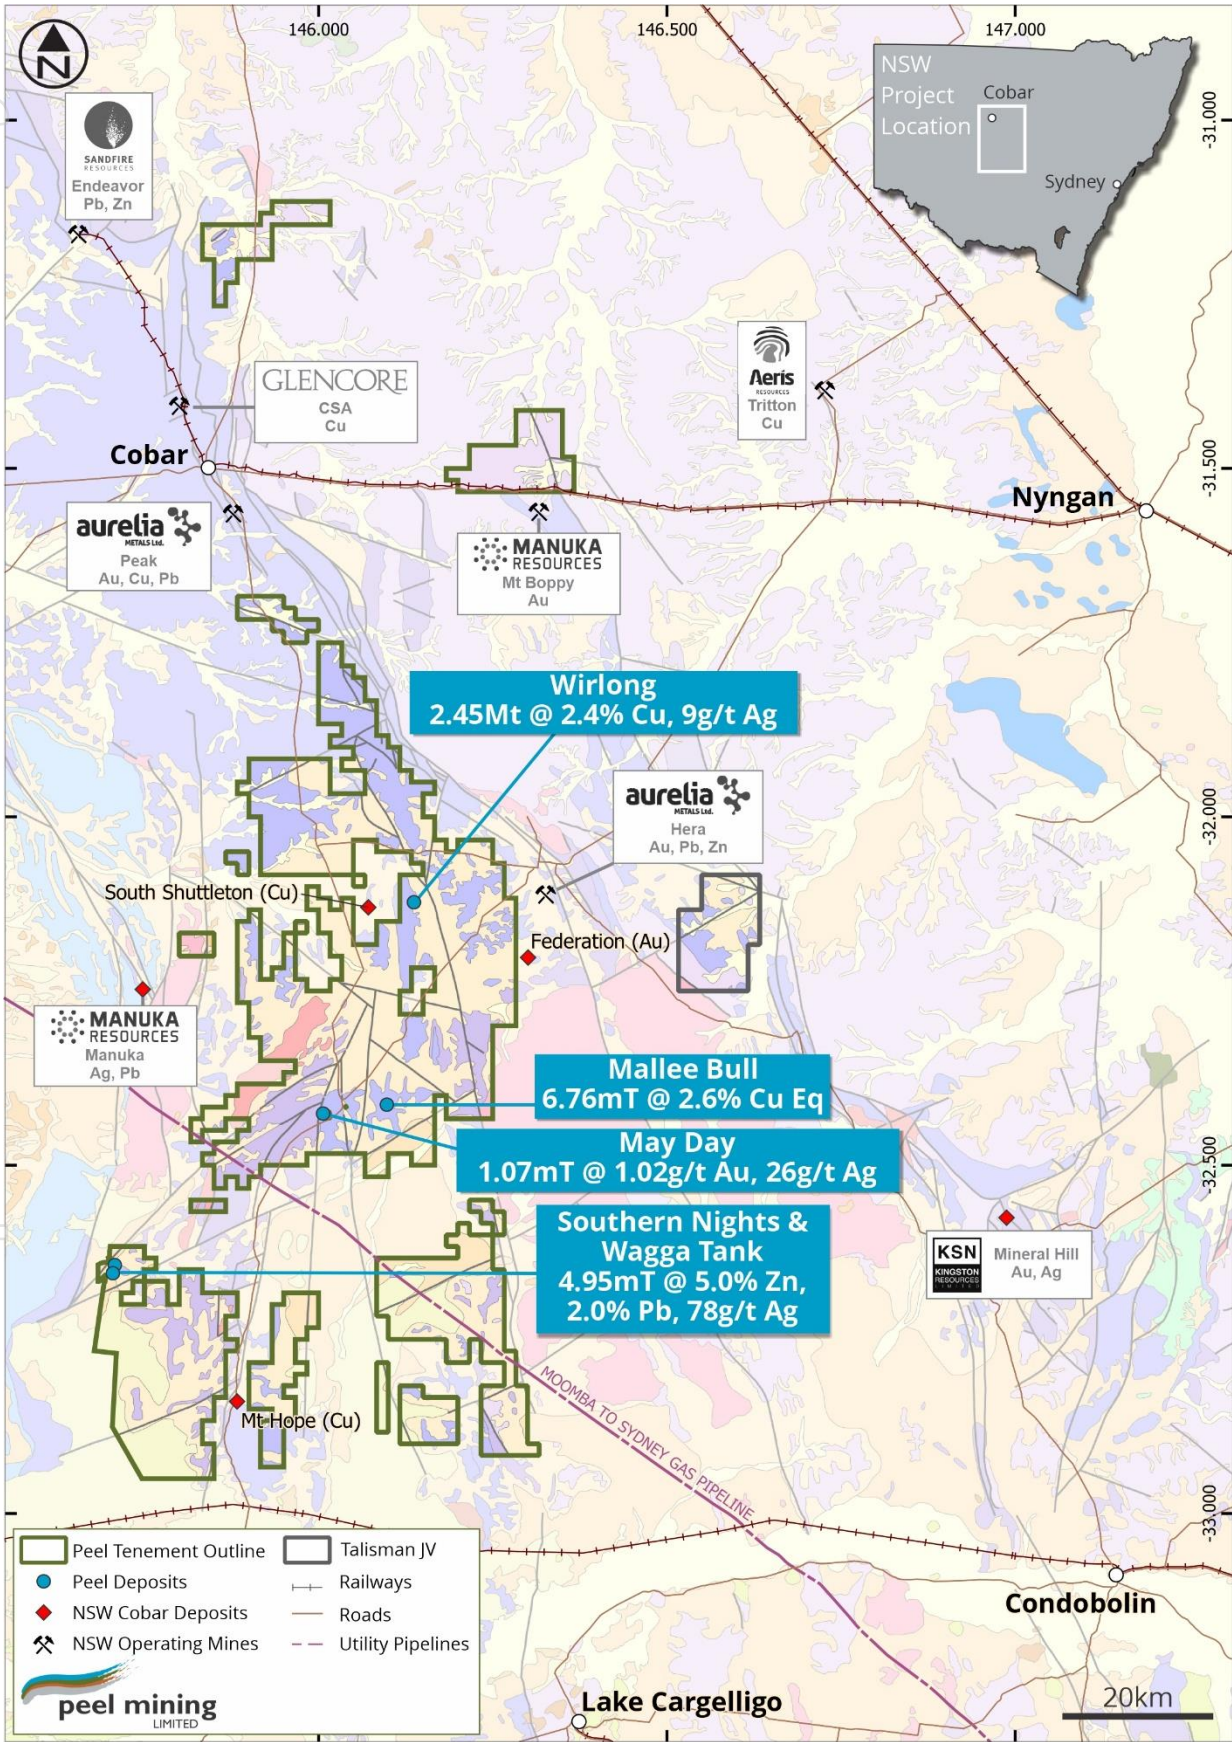 146.000
146.500
147.000
N
NSW
Project
Location
Cobar
Sydney
-31.000
SANDFIRE
RESOURCES
Endeavor
Pb, Zn
GLENCORE
CSA
Cu
Aeris
RESOURCES
Tritton
Cu
Cobar
-31.500
Nyngan
aurelia
METALS Ltd.
Peak
Au, Cu, Pb
MANUKA
RESOURCES
Mt Boppy
Au
Wirlong
2.45Mt @ 2.4% Cu, 9g/t Ag
aurelia
METALS Ltd.
Hera
Au, Pb, Zn
-32.000
South Shuttleton (Cu)
Federation (Au)
MANUKA
RESOURCES
Manuka
Ag, Pb
Mallee Bull
6.76mT @ 2.6% Cu Eq
May Day
1.07mT @ 1.02g/t Au, 26g/t Ag
-32.500
Southern Nights &
Wagga Tank
4.95mT @ 5.0% Zn,
2.0% Pb, 78g/t Ag
KSN
KINGSTON
RESOURCES
LIMITED
Mineral Hill
Au, Ag
Mt Hope (Cu)
MOOMBA TO SYDNEY GAS PIPELINE
-33.000
Peel Tenement Outline
Talisman JV
Peel Deposits
Railways
NSW Cobar Deposits
Roads
NSW Operating Mines
Utility Pipelines
peel mining
LIMITED
Condobolin
Lake Cargelligo
20km